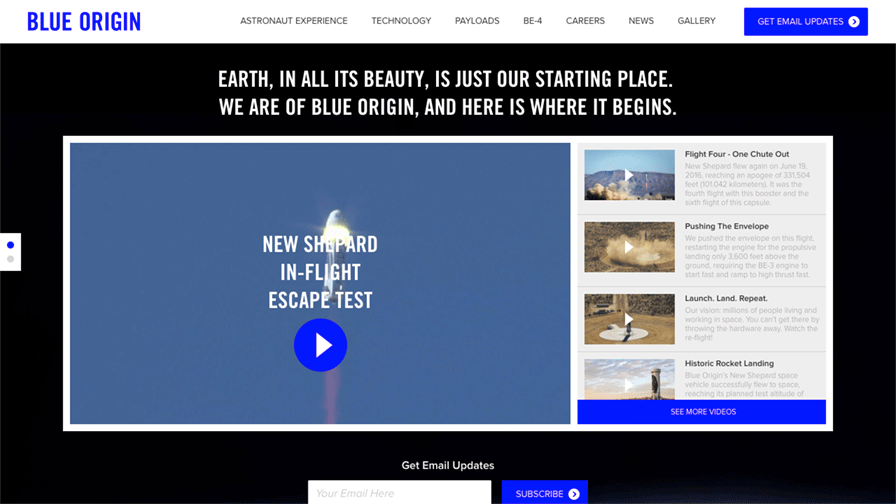 BLUE ORIGIN
ASTRONAUT EXPERIENCE
TECHNOLOGY
PAYLOADS
BE-4
CAREERS
NEWS
GALLERY
GET EMAIL UPDATES
EARTH, IN ALL ITS BEAUTY, IS JUST OUR STARTING PLACE.
WE ARE OF BLUE ORIGIN, AND HERE IS WHERE IT BEGINS.
NEW SHEPARD
IN-FLIGHT
ESCAPE TEST
Flight Four - One Chute Out
New Shepard flew again on June 19,
2016, reaching an apogee of 331,504
feet (101.042 kilometers). It was the
fourth flight with this booster and the
sixth flight of this capsule.
Pushing The Envelope
We pushed the envelope on this flight,
restarting the engine for the propulsive
landing only 3,600 feet above the
ground, requiring the BE-3 engine to
start fast and ramp to high thrust fast.
Launch. Land. Repeat.
Our vision: millions of people living and
working in space. You can't get there by
throwing the hardware away. Watch the
re-flight!
Historic Rocket Landing
Blue Origin's New Shepard space
vehicle successfully flew to space,
reaching its planned test altitude of
SEE MORE VIDEOS
Get Email Updates
Your Email Here
SUBSCRIBE